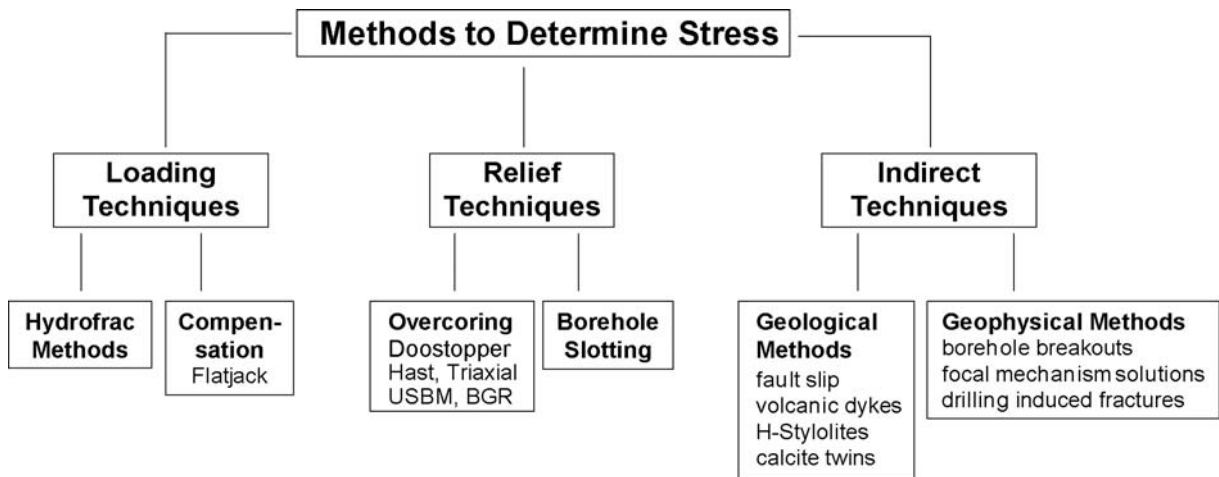 Methods to Determine Stress
Loading
Techniques
Relief
Techniques
Indirect
Techniques
Hydrofrac
Methods
Compen-
sation
Flatjack
Overcoring
Doostopper
Hast, Triaxial
USBM, BGR
Borehole
Slotting
Geological
Methods
fault slip
volcanic dykes
H-Stylolites
calcite twins
Geophysical Methods
borehole breakouts
focal mechanism solutions
drilling induced fractures